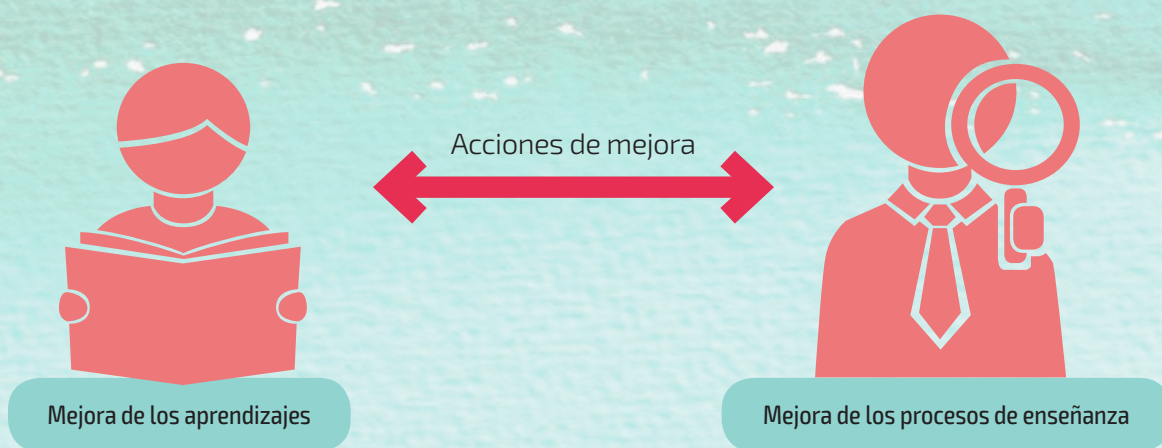 Acciones de mejora
Mejora de los aprendizajes
Mejora de los procesos de enseñanza